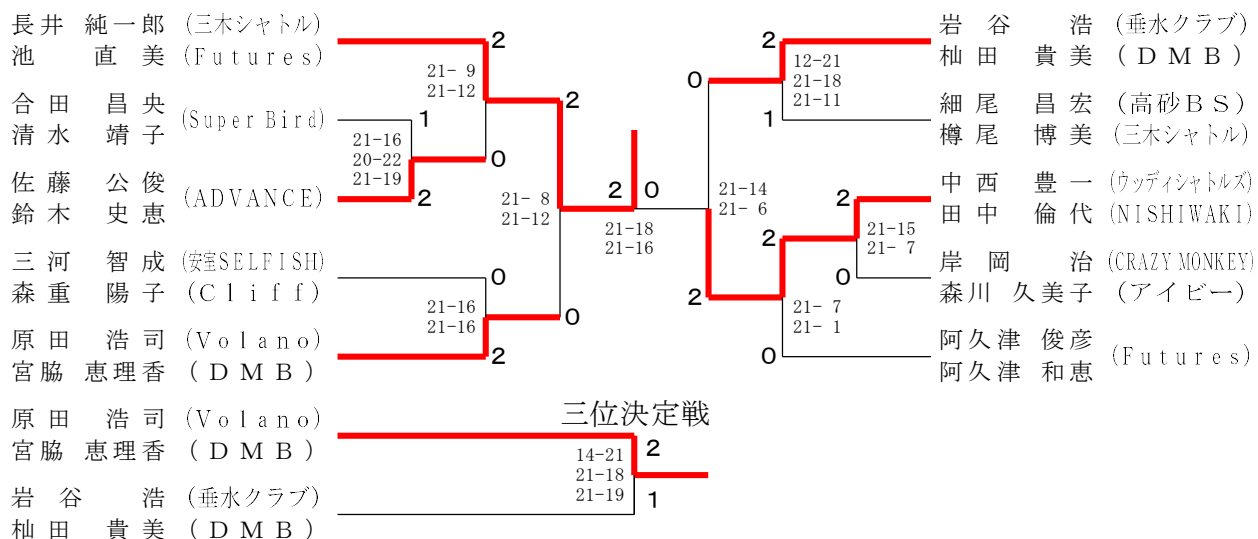 長井 純一郎 (三木シャトル)
池 直美 (Futures)
2
21- 9
21-12
合田 昌央
清水 靖子
(Super Bird)
1
21-16
20-22
21-19
0
佐藤 公俊
鈴木 史恵
(ADVANCE)
2
2
21- 8
21-12
三河 智成 (安室SELFISH)
森重 陽子 (Cliff)
0
21-16
21-16
0
原田 浩司 (Volano)
宮脇 恵理香 (DMB)
2
2 0
21-18
21-16
岩谷 浩 (垂水クラブ)
杣田 貴美 (DMB)
2
0
12-21
21-18
21-11
細尾 昌宏 (高砂BS)
樽尾 博美 (三木シャトル)
1
21-14
21- 6
中西 豊一 (ウッディシャトルズ)
田中 倫代 (NISHIWAKI)
2
2
21-15
21- 7
岸岡 治 (CRAZY MONKEY)
森川 久美子 (アイビー)
0
2
21- 7
21- 1
阿久津 俊彦
阿久津 和恵
(Futures)
0
三位決定戦
原田 浩司 (Volano)
宮脇 恵理香 (DMB)
2
14-21
21-18
21-19
1
岩谷 浩 (垂水クラブ)
杣田 貴美 (DMB)